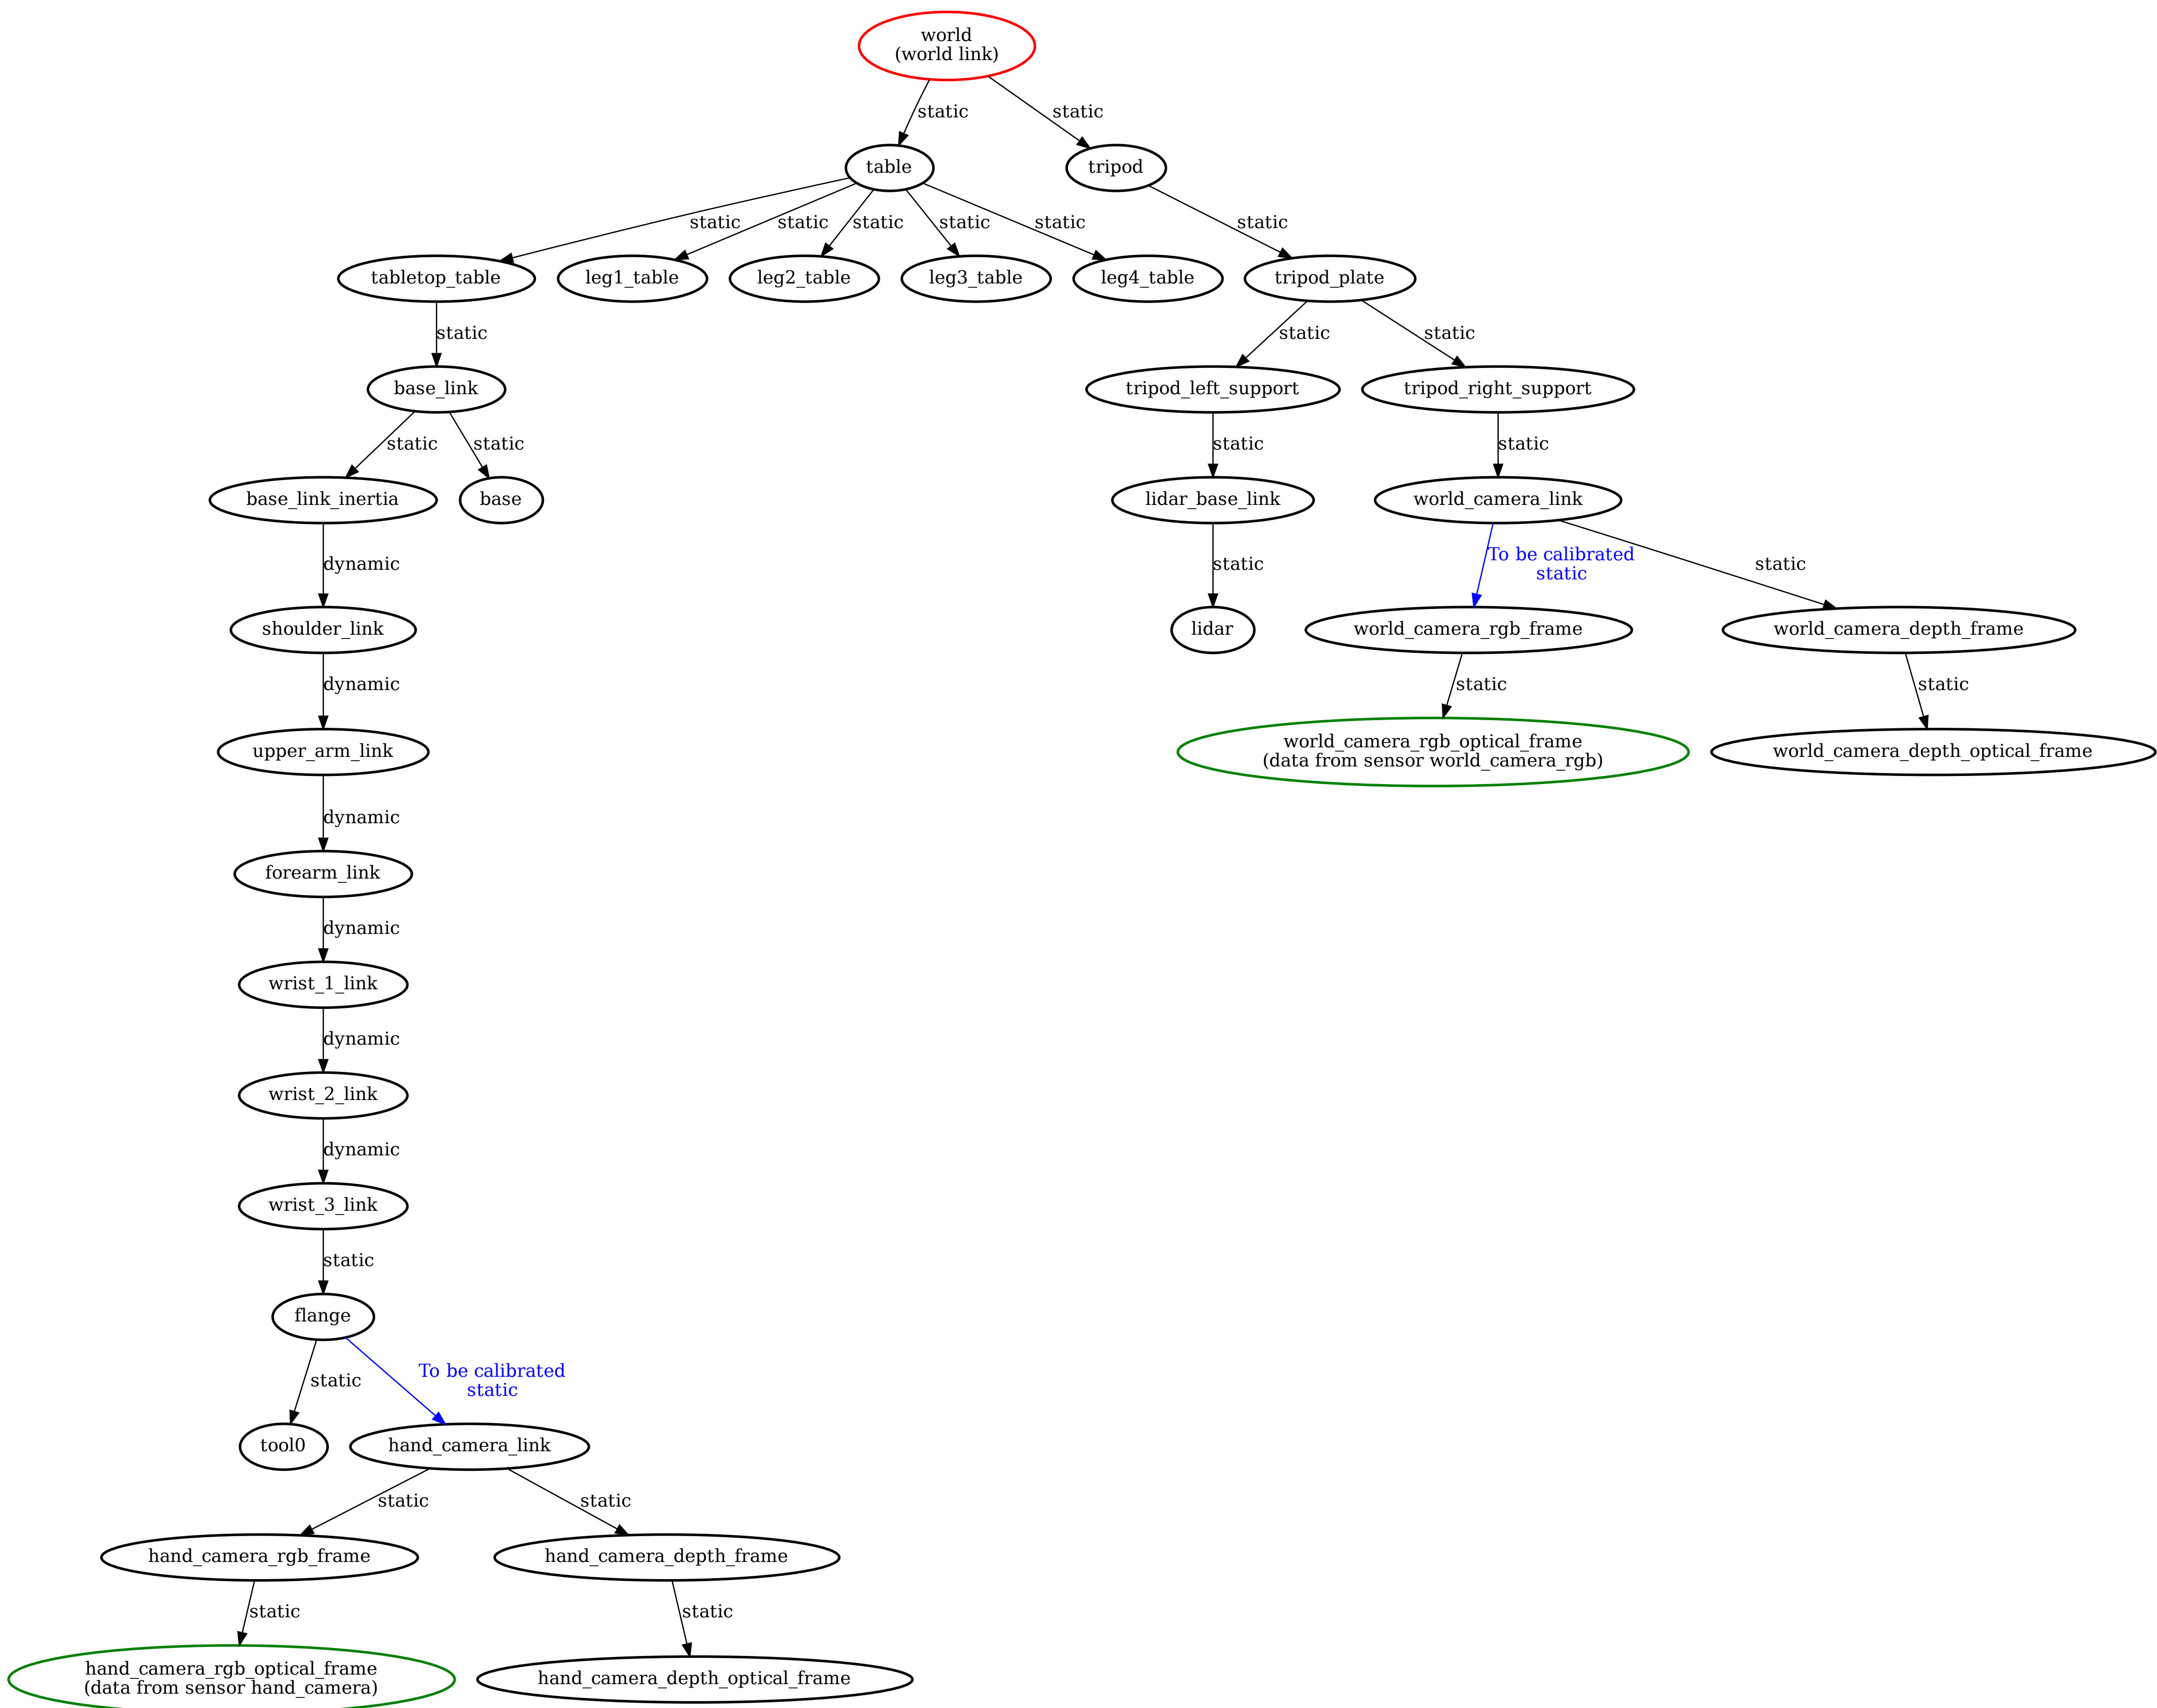 world
(world link)
static
static
table
tripod
static
static
static
static
static
static
tabletop_table
leg1_table
leg2_table
leg3_table
leg4_table
tripod_plate
static
static
static
base_link
tripod_left_support
tripod_right_support
static
static
static
static
base_link_inertia
base
lidar_base_link
world_camera_link
dynamic
static
To be calibrated
static
static
shoulder_link
lidar
world_camera_rgb_frame
world_camera_depth_frame
dynamic
static
static
upper_arm_link
world_camera_rgb_optical_frame
(data from sensor world_camera_rgb)
world_camera_depth_optical_frame
dynamic
forearm_link
dynamic
wrist_1_link
dynamic
wrist_2_link
dynamic
wrist_3_link
static
flange
static
To be calibrated
static
tool0
hand_camera_link
static
static
hand_camera_rgb_frame
hand_camera_depth_frame
static
static
hand_camera_rgb_optical_frame
(data from sensor hand_camera)
hand_camera_depth_optical_frame